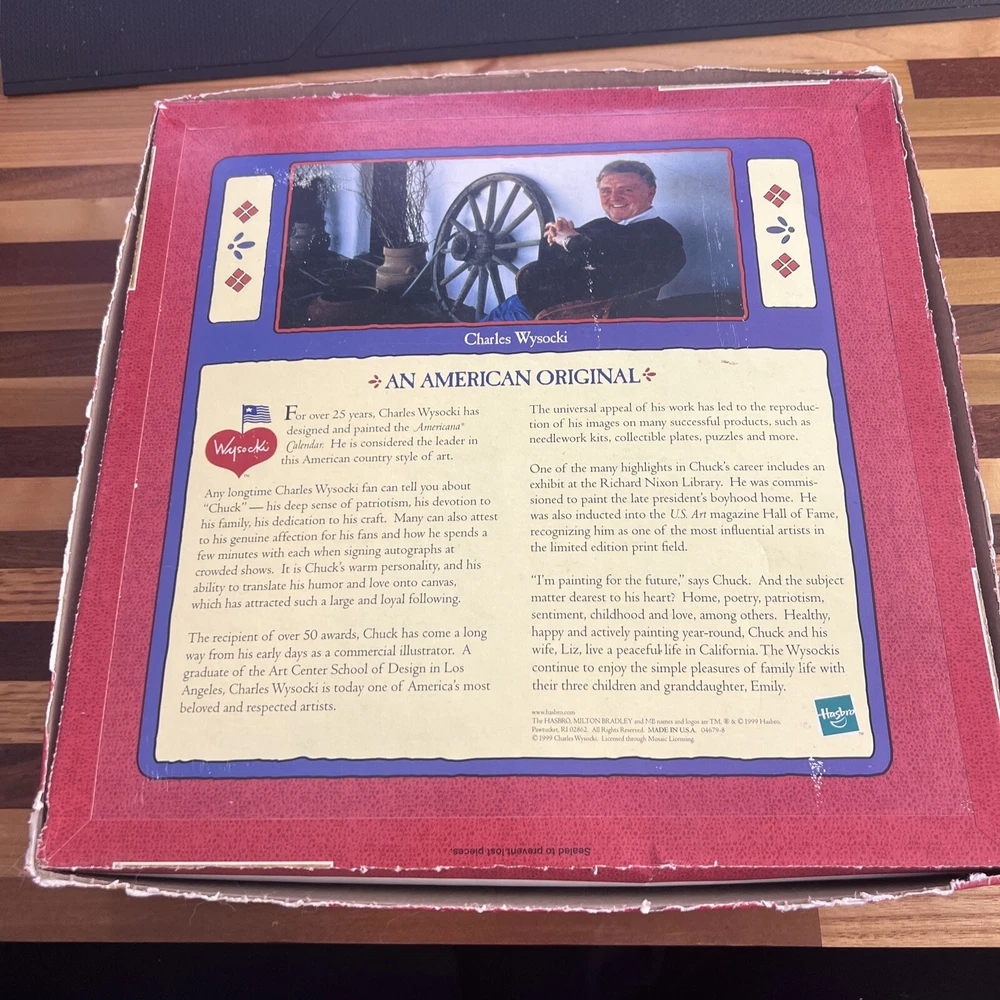 Charles Wysocki
AN AMERICAN ORIGINAL
Wysocki
™
For over 25 years, Charles Wysocki has
designed and painted the Americana®
Calendar. He is considered the leader in
this American country style of art.
Any longtime Charles Wysocki fan can tell you about
“Chuck” — his deep sense of patriotism, his devotion to
his family, his dedication to his craft. Many can also attest
to his genuine affection for his fans and how he spends a
few minutes with each when signing autographs at
crowded shows. It is Chuck's warm personality, and his
ability to translate his humor and love onto canvas,
which has attracted such a large and loyal following.
The recipient of over 50 awards, Chuck has come a long
way from his early days as a commercial illustrator. A
graduate of the Art Center School of Design in Los
Angeles, Charles Wysocki is today one of America's most
beloved and respected artists.
The universal appeal of his work has led to the reproduc-
tion of his images on many successful products, such as
needlework kits, collectible plates, puzzles and more.
One of the many highlights in Chuck's career includes an
exhibit at the Richard Nixon Library. He was commis-
sioned to paint the late president's boyhood home. He
was also inducted into the U.S. Art magazine Hall of Fame,
recognizing him as one of the most influential artists in
the limited edition print field.
“I'm painting for the future,” says Chuck. And the subject
matter dearest to his heart? Home, poetry, patriotism,
sentiment, childhood and love, among others. Healthy,
happy and actively painting year-round, Chuck and his
wife, Liz, live a peaceful life in California. The Wysockis
continue to enjoy the simple pleasures of family life with
their three children and granddaughter, Emily.
www.hasbro.com
The HASBRO, MILTON BRADLEY and MB names and logos are TM, ® & © 1999 Hasbro,
Pawtucket, RI 02862. All Rights Reserved. MADE IN U.S.A. 04679-8
© 1999 Charles Wysocki. Licensed through Mosaic Licensing.
Hasbro
™
Sealed to prevent lost pieces.